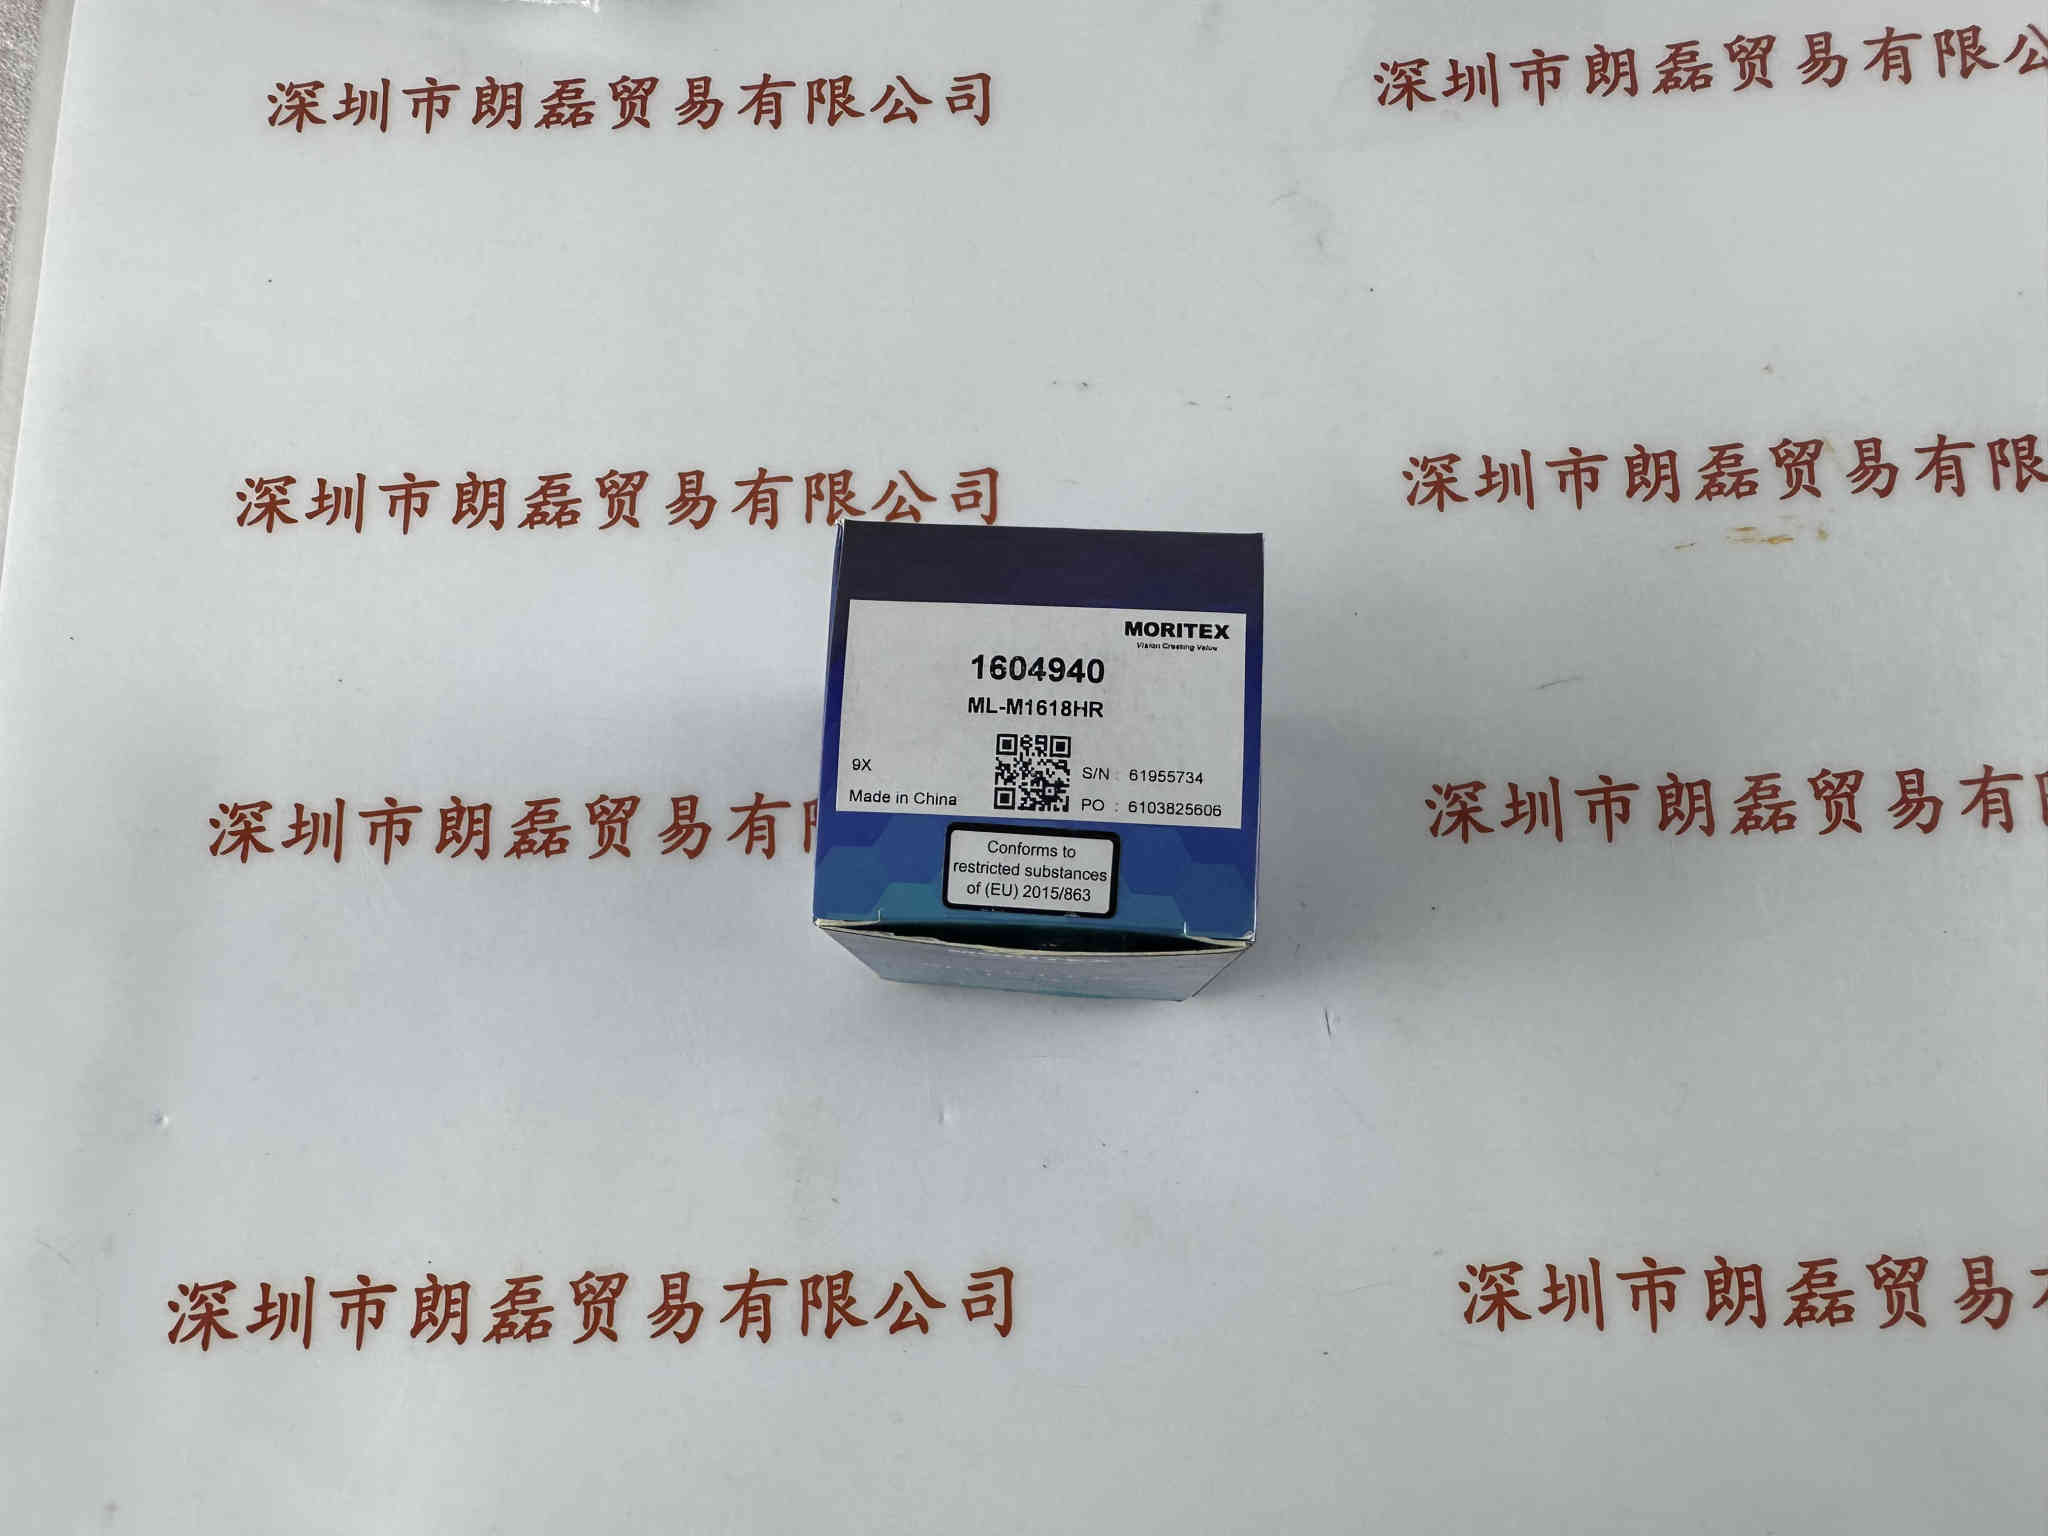 深圳市朗磊贸易有限公司
深圳市朗磊贸易有限公
深圳市朗磊贸易有限公司
深圳市朗磊贸易有限
MORITEX
Vision Creating Value
1604940
ML-M1618HR
9X
S/N : 61955734
Made in China
PO : 6103825606
Conforms to
restricted substances
of (EU) 2015/863
深圳市朗磊贸易有
深圳市朗磊贸易有
深圳市朗磊贸易有限公司
深圳市朗磊贸易